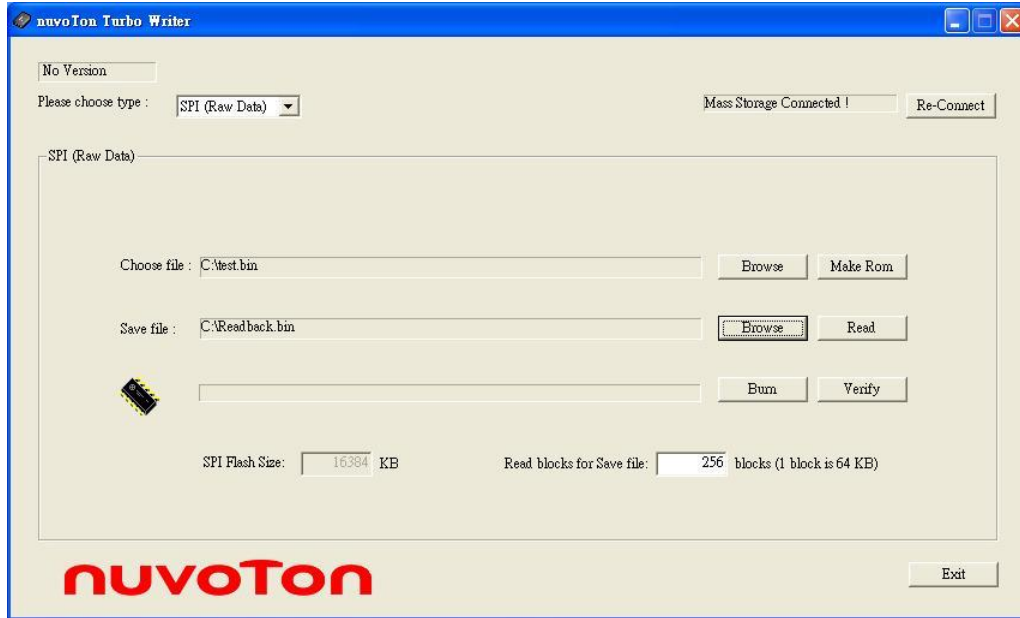 nuvoTon Turbo Writer
No Version
Please choose type : SPI (Raw Data) Mass Storage Connected ! Re-Connect
SPI (Raw Data)
Choose file : C:\test.bin Browse Make Rom
Save file : C:\Readback.bin Browse Read
Burn Verify
SPI Flash Size: 16384 KB Read blocks for Save file: 256 blocks (1 block is 64 KB)
nuvoTon
Exit